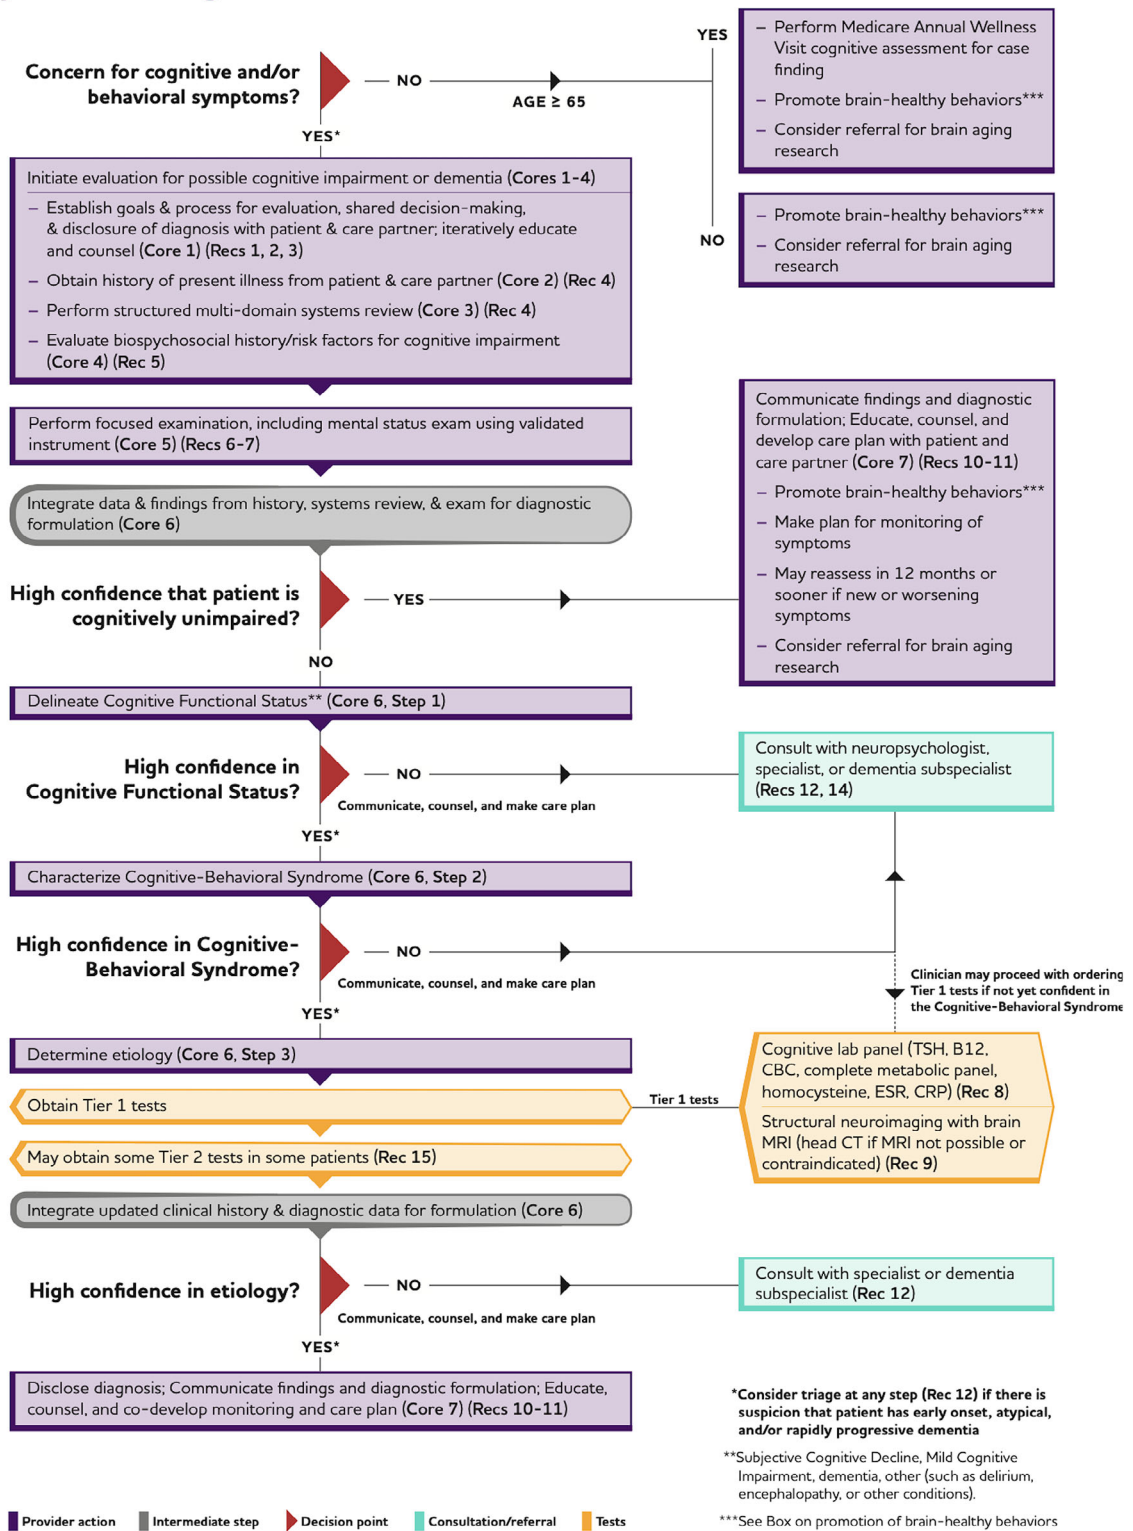 Concern for cognitive and/or
behavioral symptoms?
NO
AGE ≥ 65
YES
– Perform Medicare Annual Wellness
Visit cognitive assessment for case
finding
– Promote brain-healthy behaviors***
– Consider referral for brain aging
research
NO
– Promote brain-healthy behaviors***
– Consider referral for brain aging
research
YES*
Initiate evaluation for possible cognitive impairment or dementia (Cores 1-4)
– Establish goals & process for evaluation, shared decision-making,
& disclosure of diagnosis with patient & care partner; iteratively educate
and counsel (Core 1) (Recs 1, 2, 3)
– Obtain history of present illness from patient & care partner (Core 2) (Rec 4)
– Perform structured multi-domain systems review (Core 3) (Rec 4)
– Evaluate biospychosocial history/risk factors for cognitive impairment
(Core 4) (Rec 5)
Perform focused examination, including mental status exam using validated
instrument (Core 5) (Recs 6-7)
Integrate data & findings from history, systems review, & exam for diagnostic
formulation (Core 6)
High confidence that patient is
cognitively unimpaired?
YES
Communicate findings and diagnostic
formulation; Educate, counsel, and
develop care plan with patient and
care partner (Core 7) (Recs 10-11)
– Promote brain-healthy behaviors***
– Make plan for monitoring of
symptoms
– May reassess in 12 months or
sooner if new or worsening
symptoms
– Consider referral for brain aging
research
NO
Delineate Cognitive Functional Status** (Core 6, Step 1)
High confidence in
Cognitive Functional Status?
NO
Communicate, counsel, and make care plan
Consult with neuropsychologist,
specialist, or dementia subspecialist
(Recs 12, 14)
YES*
Characterize Cognitive-Behavioral Syndrome (Core 6, Step 2)
High confidence in Cognitive-
Behavioral Syndrome?
NO
Communicate, counsel, and make care plan
Clinician may proceed with ordering
Tier 1 tests if not yet confident in
the Cognitive-Behavioral Syndrome
YES*
Determine etiology (Core 6, Step 3)
Obtain Tier 1 tests
Tier 1 tests
Cognitive lab panel (TSH, B12,
CBC, complete metabolic panel,
homocysteine, ESR, CRP) (Rec 8)
Structural neuroimaging with brain
MRI (head CT if MRI not possible or
contraindicated) (Rec 9)
May obtain some Tier 2 tests in some patients (Rec 15)
Integrate updated clinical history & diagnostic data for formulation (Core 6)
High confidence in etiology?
NO
Communicate, counsel, and make care plan
Consult with specialist or dementia
subspecialist (Rec 12)
YES*
Disclose diagnosis; Communicate findings and diagnostic formulation; Educate,
counsel, and co-develop monitoring and care plan (Core 7) (Recs 10-11)
*Consider triage at any step (Rec 12) if there is
suspicion that patient has early onset, atypical,
and/or rapidly progressive dementia
**Subjective Cognitive Decline, Mild Cognitive
Impairment, dementia, other (such as delirium,
encephalopathy, or other conditions).
***See Box on promotion of brain-healthy behaviors
Provider action
Intermediate step
Decision point
Consultation/referral
Tests